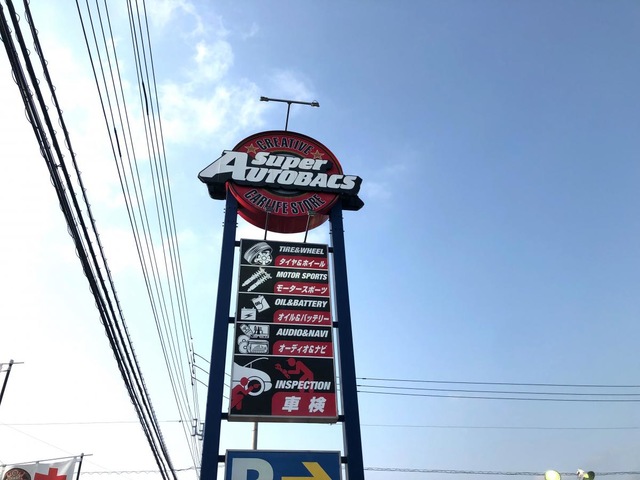 CREATIVE
Super
AUTOBACS
CAR LIFE STORE
TIRE&WHEEL
タイヤ&ホイール
MOTOR SPORTS
モータースポーツ
OIL&BATTERY
オイル&バッテリー
AUDIO&NAVI
オーディオ&ナビ
INSPECTION
車検
P